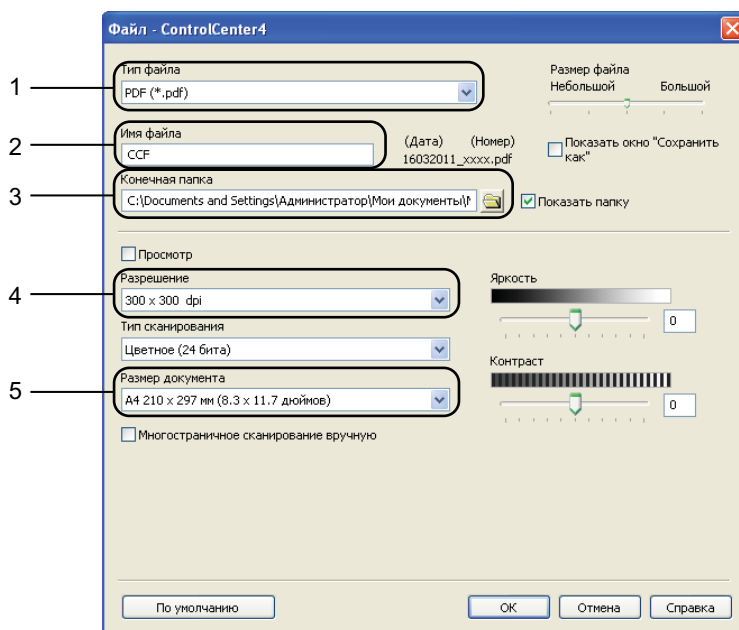 Файл - ControlCenter4
1
Тип файла
PDF (*.pdf)
Размер файла
Небольшой Большой
2
Имя файла
CCF
(Дата) (Номер)
16032011_xxxx.pdf
Показать окно "Сохранить
как"
3
Конечная папка
C:\Documents and Settings\Администратор\Мои документы\
Показать папку
Просмотр
4
Разрешение
300 x 300 dpi
Яркость
0
Тип сканирования
Цветное (24 бита)
Контраст
0
5
Размер документа
A4 210 x 297 мм (8.3 x 11.7 дюймов)
Многостраничное сканирование вручную
По умолчанию
OK
Отмена
Справка